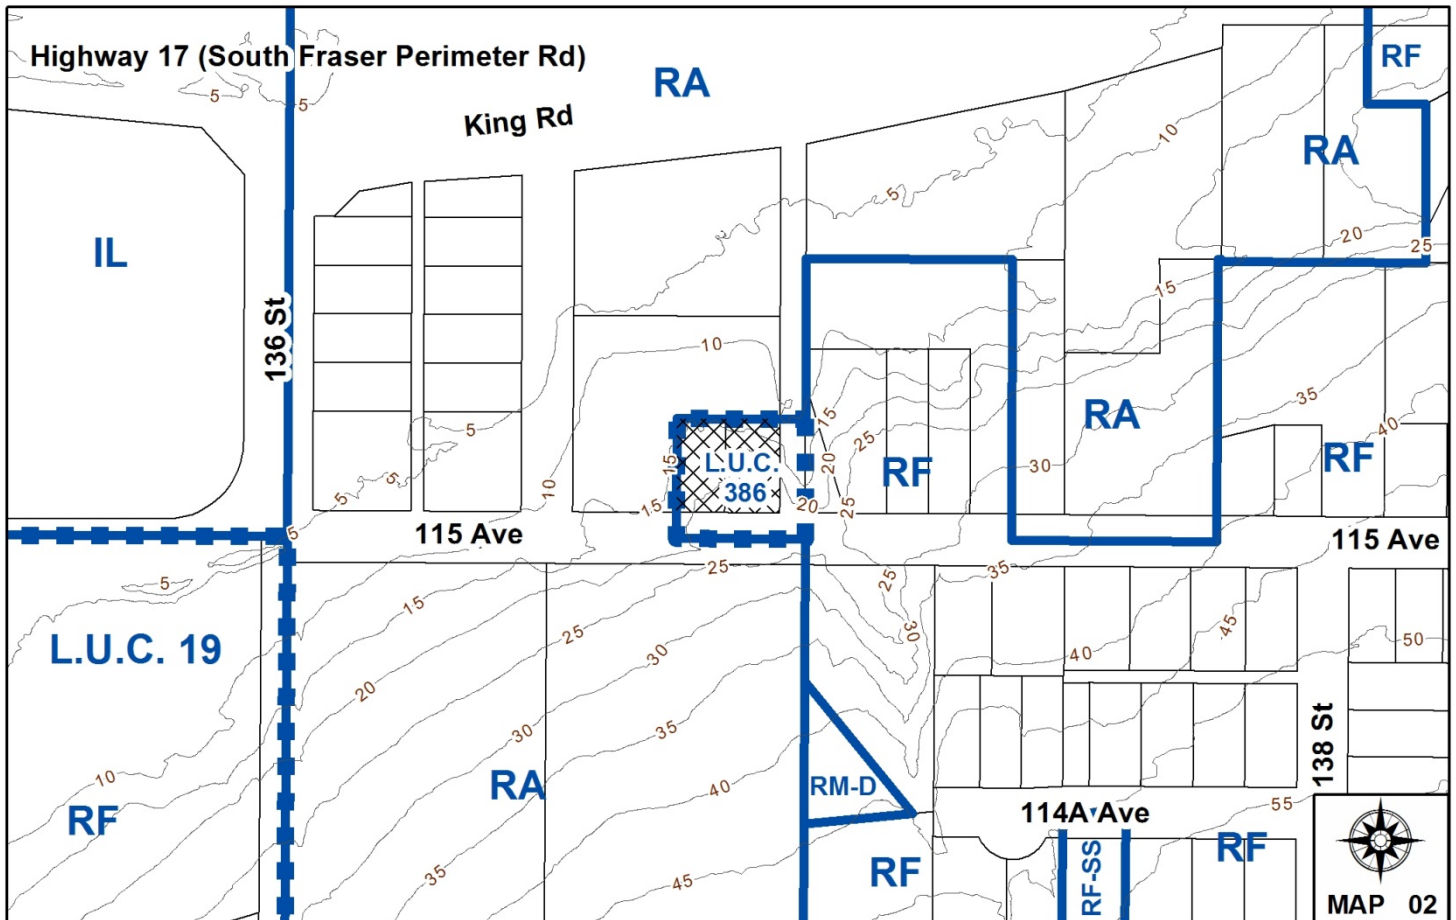 RF
Highway 17 (South Fraser Perimeter Rd)
RA
5
5
King Rd
10
RA
5
20
25
IL
15
136 St
10
35
15
RA
40
5
25
RF
L.U.C.
386
15
20
RF
30
5
5
10
15
20
25
5
115 Ave
115 Ave
25
35
5
25
15
30
45
L.U.C. 19
25
50
30
40
20
35
30
138 St
10
RA
RM-D
40
RF
114A Ave
55
RF
RF-SS
35
45
RF
MAP 02